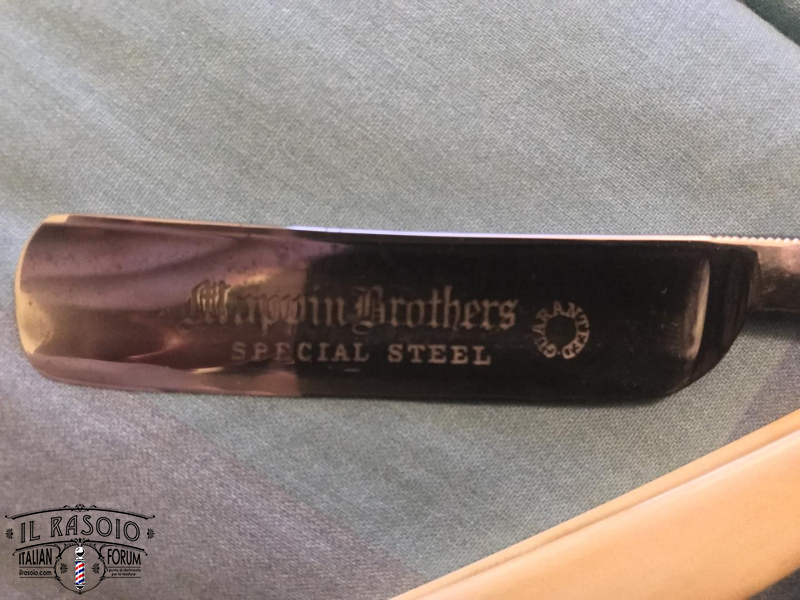 Mappin Brothers
SPECIAL STEEL
GUARANTEED
IL RASOIO
ITALIAN FORUM
ilrasoio.com